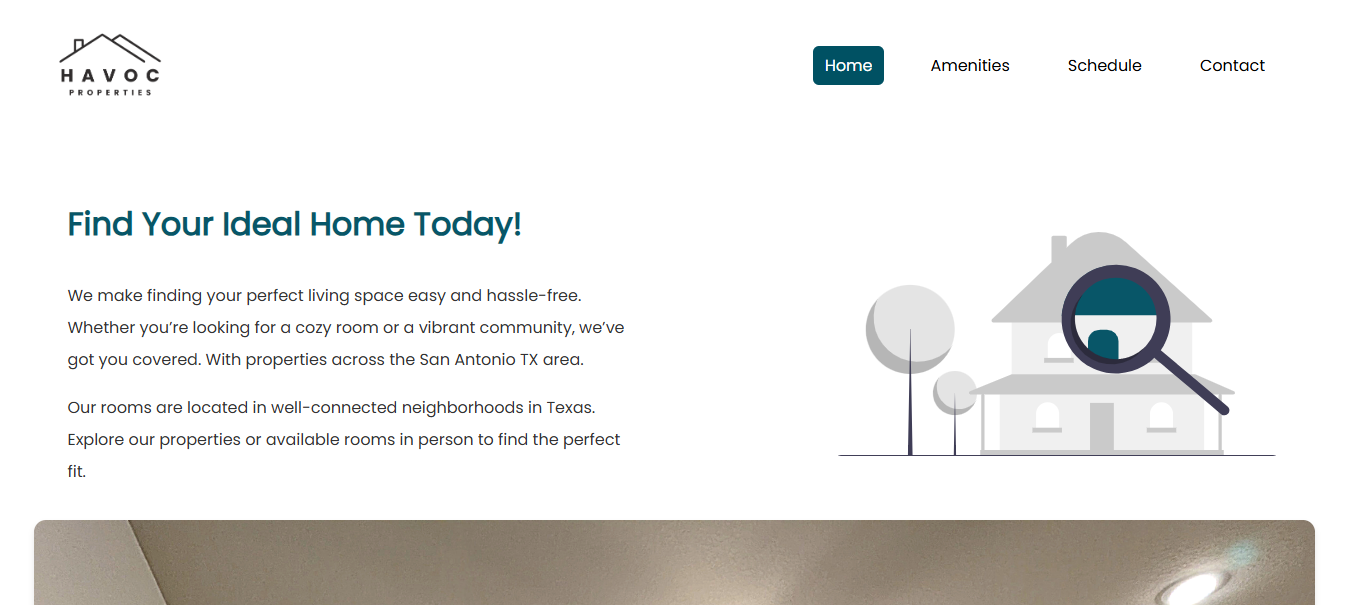 HAVOC
PROPERTIES
Home Amenities Schedule Contact
Find Your Ideal Home Today!
We make finding your perfect living space easy and hassle-free.
Whether you’re looking for a cozy room or a vibrant community, we’ve
got you covered. With properties across the San Antonio TX area.
Our rooms are located in well-connected neighborhoods in Texas.
Explore our properties or available rooms in person to find the perfect
fit.